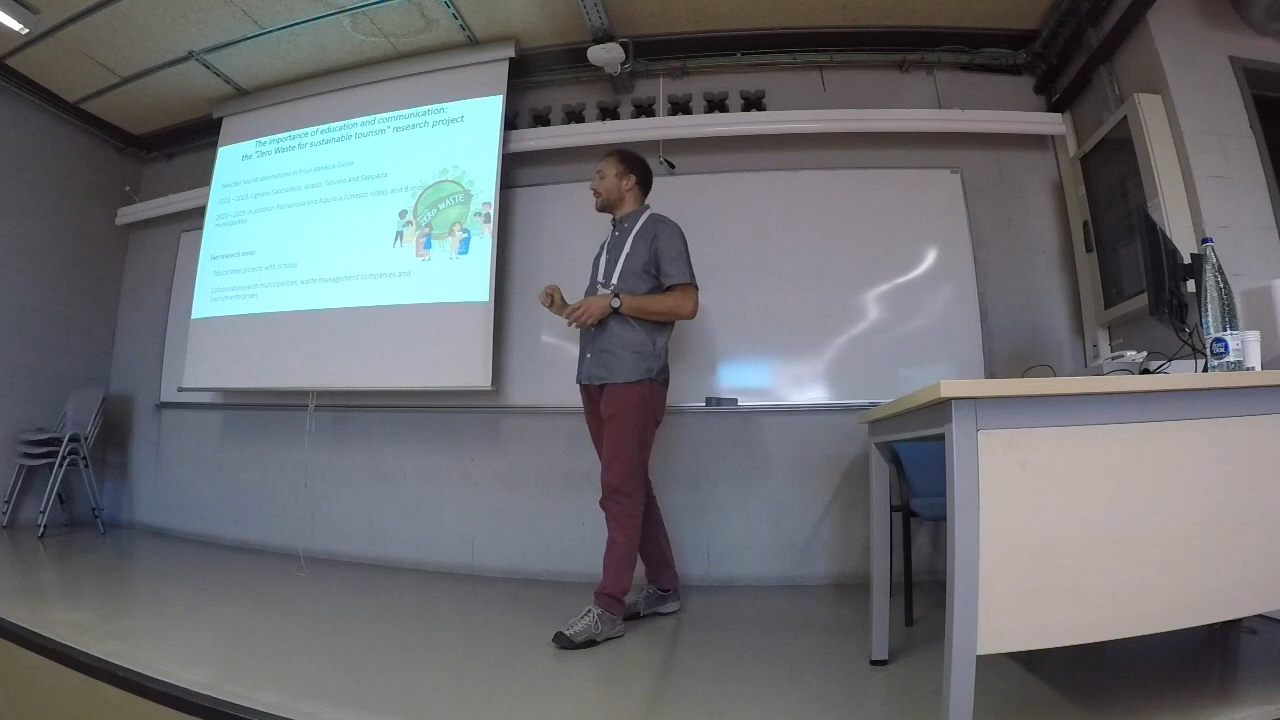 The importance of education and communication:
the "Zero Waste for sustainable tourism" research project
Selected tourist destinations in Friuli Venezia Giulia
2022 – 2023: Lignano Sabbiadoro, Grado, Tarvisio and Sappada
2023 – 2025: in addition Palmanova and Aquileia (Unesco sites), and 8
municipalities
Two research areas:
Educational projects with schools
Collaborations with municipalities, waste management companies and
tourism enterprises
ZERO WASTE